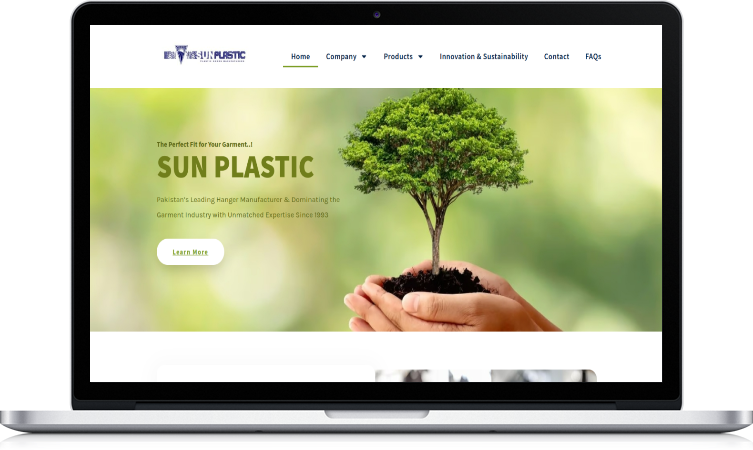 SUN PLASTIC
Home Company Products Innovation & Sustainability Contact FAQs
The Perfect Fit for Your Garment..!
SUN PLASTIC
Pakistan's Leading Hanger Manufacturer & Dominating the
Garment Industry with Unmatched Expertise Since 1993
Learn More